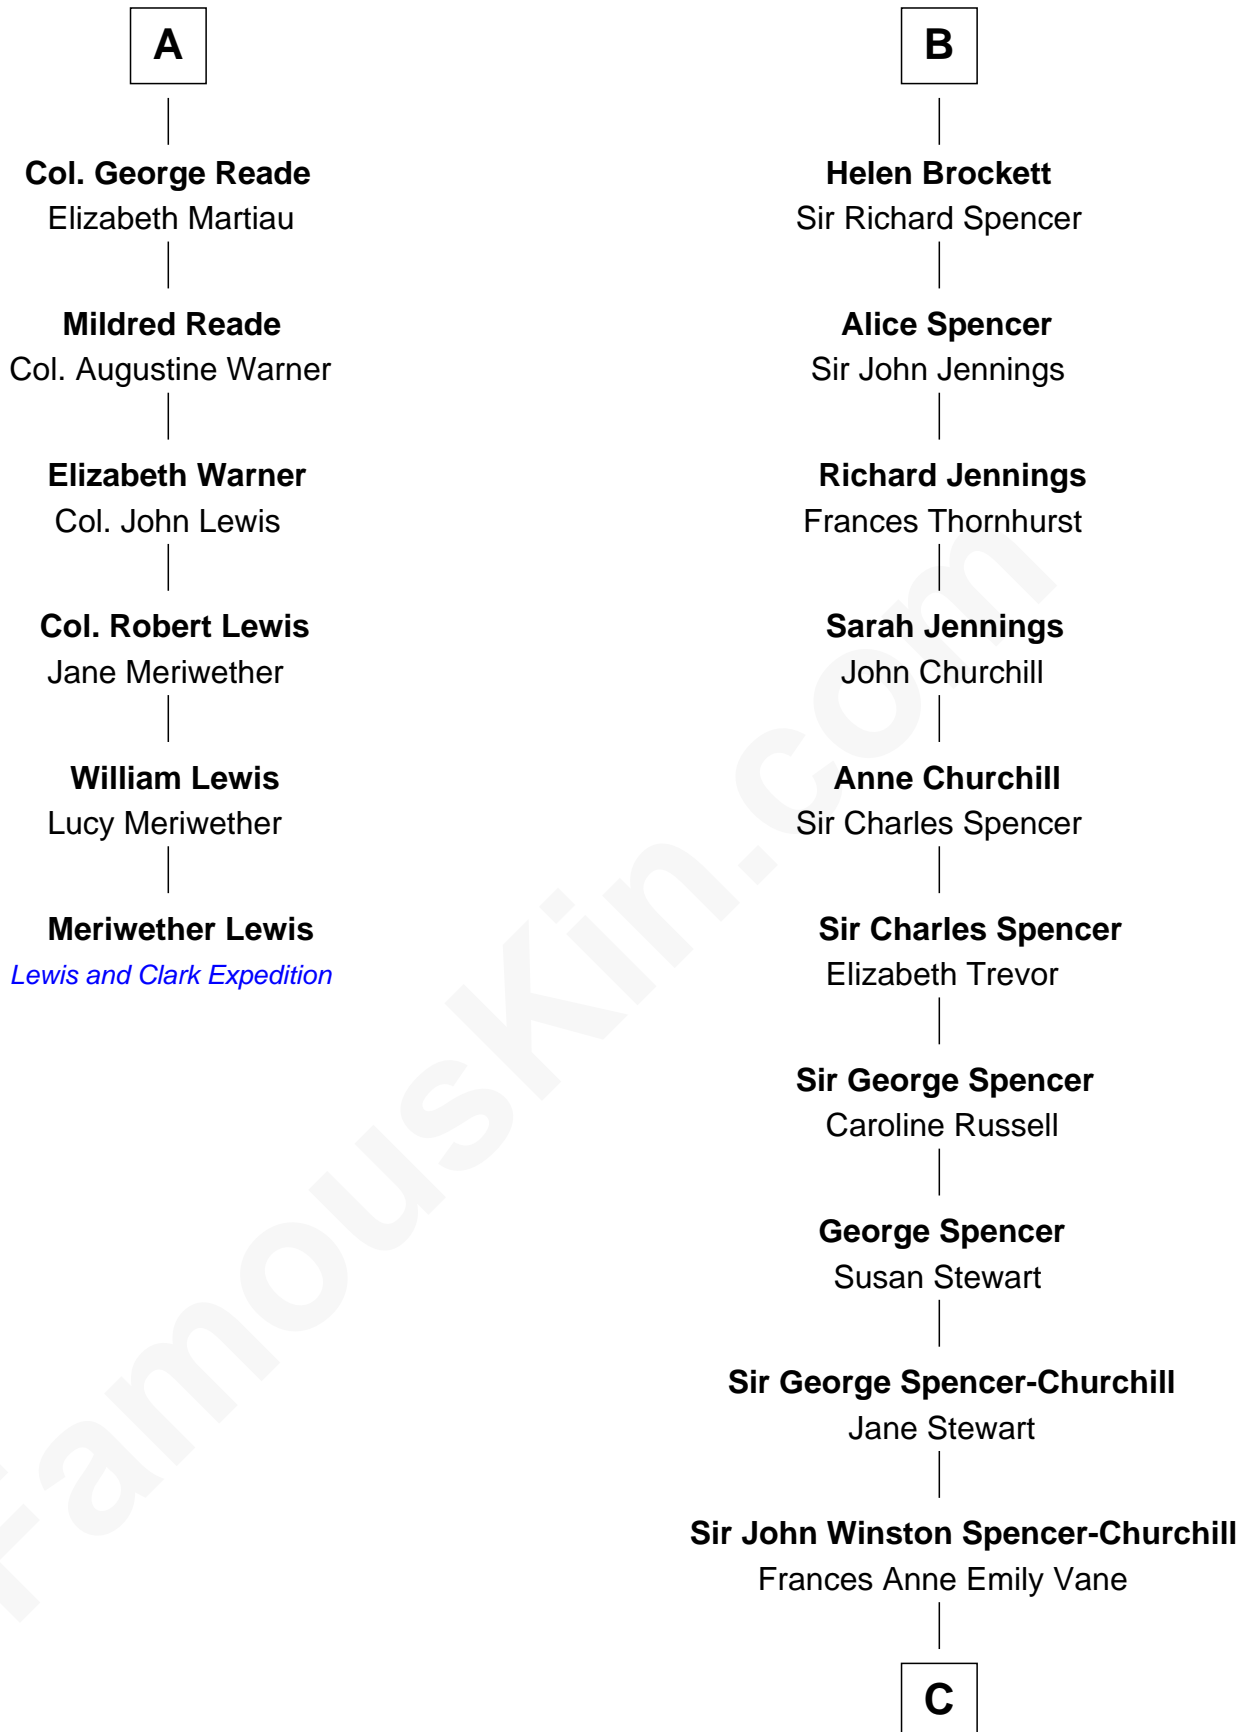 A
Col. George Reade
Elizabeth Martiau
Mildred Reade
Col. Augustine Warner
Elizabeth Warner
Col. John Lewis
Col. Robert Lewis
Jane Meriwether
William Lewis
Lucy Meriwether
Meriwether Lewis
Lewis and Clark Expedition
B
Helen Brockett
Sir Richard Spencer
Alice Spencer
Sir John Jennings
Richard Jennings
Frances Thornhurst
Sarah Jennings
John Churchill
Anne Churchill
Sir Charles Spencer
Sir Charles Spencer
Elizabeth Trevor
Sir George Spencer
Caroline Russell
George Spencer
Susan Stewart
Sir George Spencer-Churchill
Jane Stewart
Sir John Winston Spencer-Churchill
Frances Anne Emily Vane
C
FamousKin.com